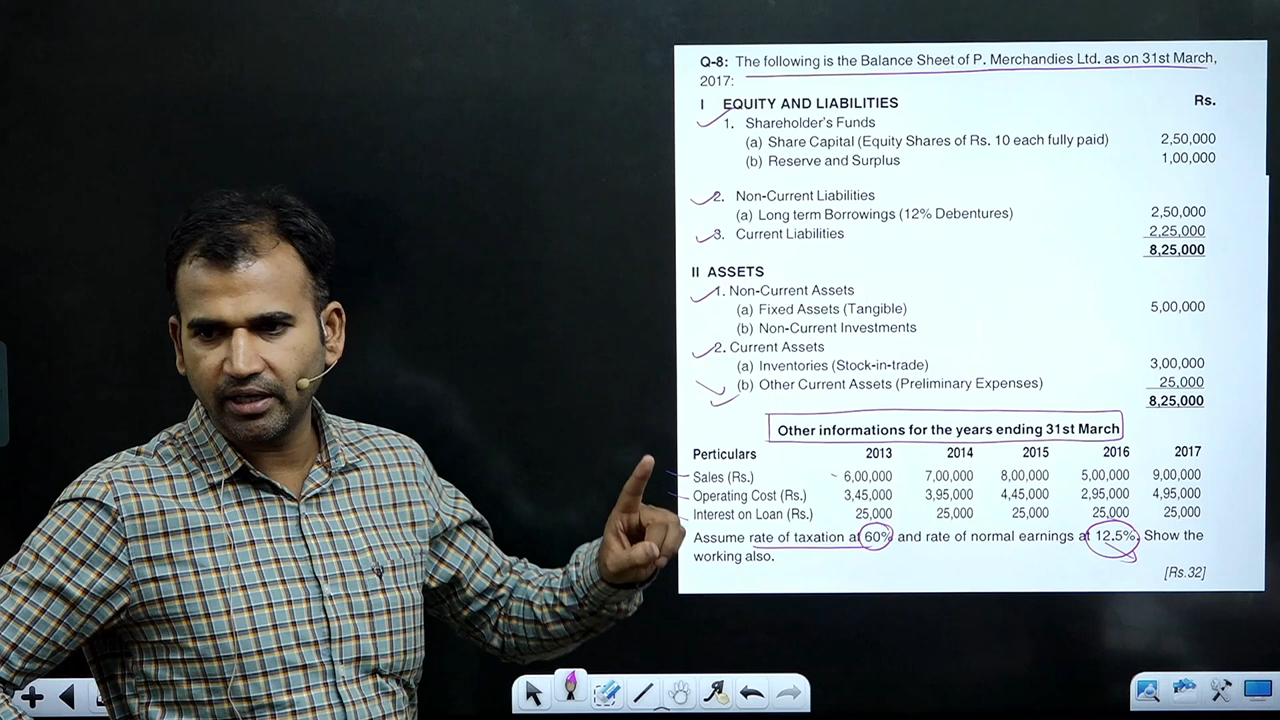 Q-8: The following is the Balance Sheet of P. Merchandies Ltd. as on 31st March,
2017:
I EQUITY AND LIABILITIES Rs.
1. Shareholder's Funds
(a) Share Capital (Equity Shares of Rs. 10 each fully paid) 2,50,000
(b) Reserve and Surplus 1,00,000
2. Non-Current Liabilities
(a) Long term Borrowings (12% Debentures) 2,50,000
3. Current Liabilities 2,25,000
8,25,000
II ASSETS
1. Non-Current Assets
(a) Fixed Assets (Tangible) 5,00,000
(b) Non-Current Investments
2. Current Assets
(a) Inventories (Stock-in-trade) 3,00,000
(b) Other Current Assets (Preliminary Expenses) 25,000
8,25,000
Other informations for the years ending 31st March
Perticulars 2013 2014 2015 2016 2017
Sales (Rs.) 6,00,000 7,00,000 8,00,000 5,00,000 9,00,000
Operating Cost (Rs.) 3,45,000 3,95,000 4,45,000 2,95,000 4,95,000
Interest on Loan (Rs.) 25,000 25,000 25,000 25,000 25,000
Assume rate of taxation at 60% and rate of normal earnings at 12.5%. Show the
working also.
[Rs.32]